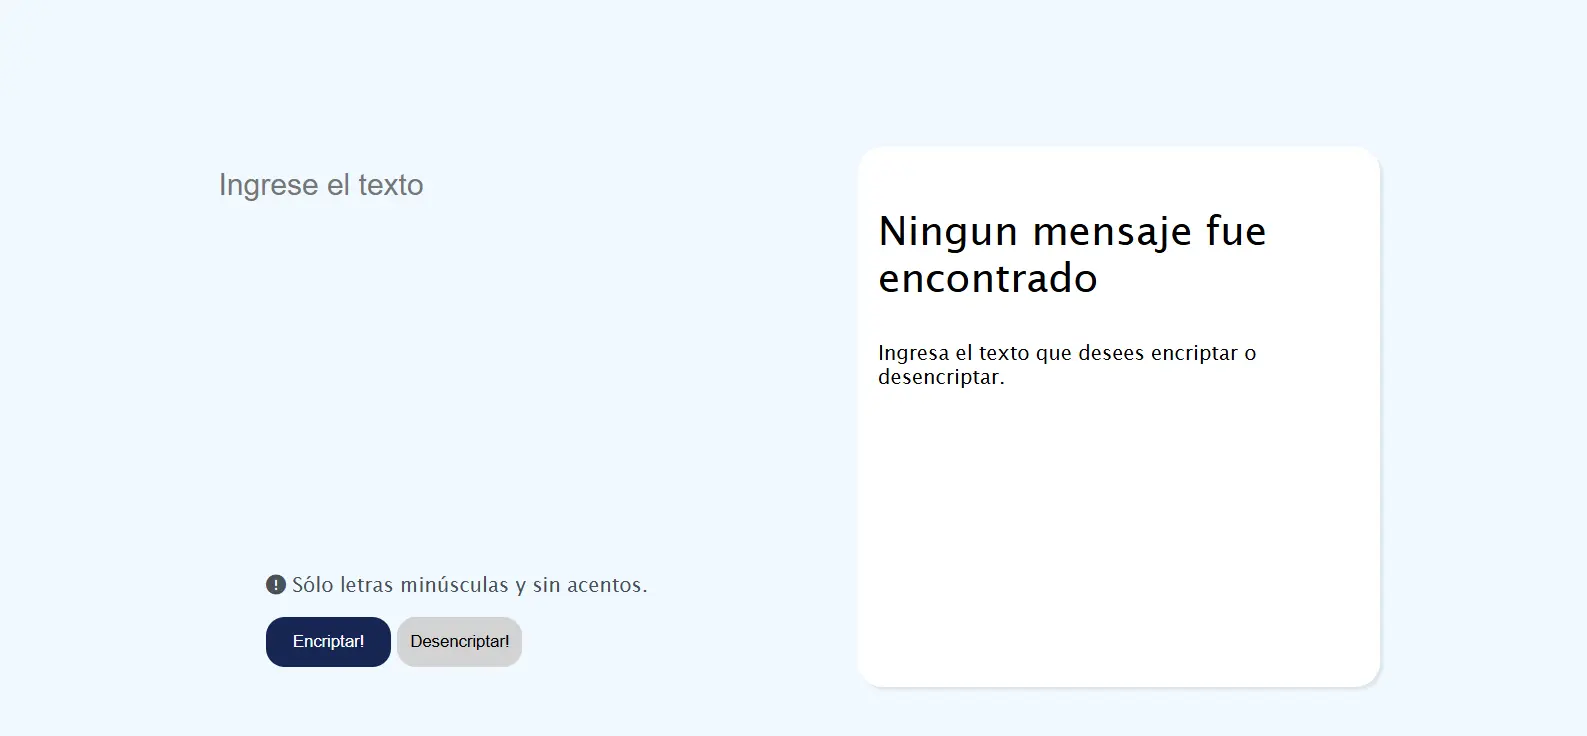 Ingrese el texto
Sólo letras minúsculas y sin acentos.
Encriptar!
Desencriptar!
Ningun mensaje fue
encontrado
Ingresa el texto que desees encriptar o
desencriptar.